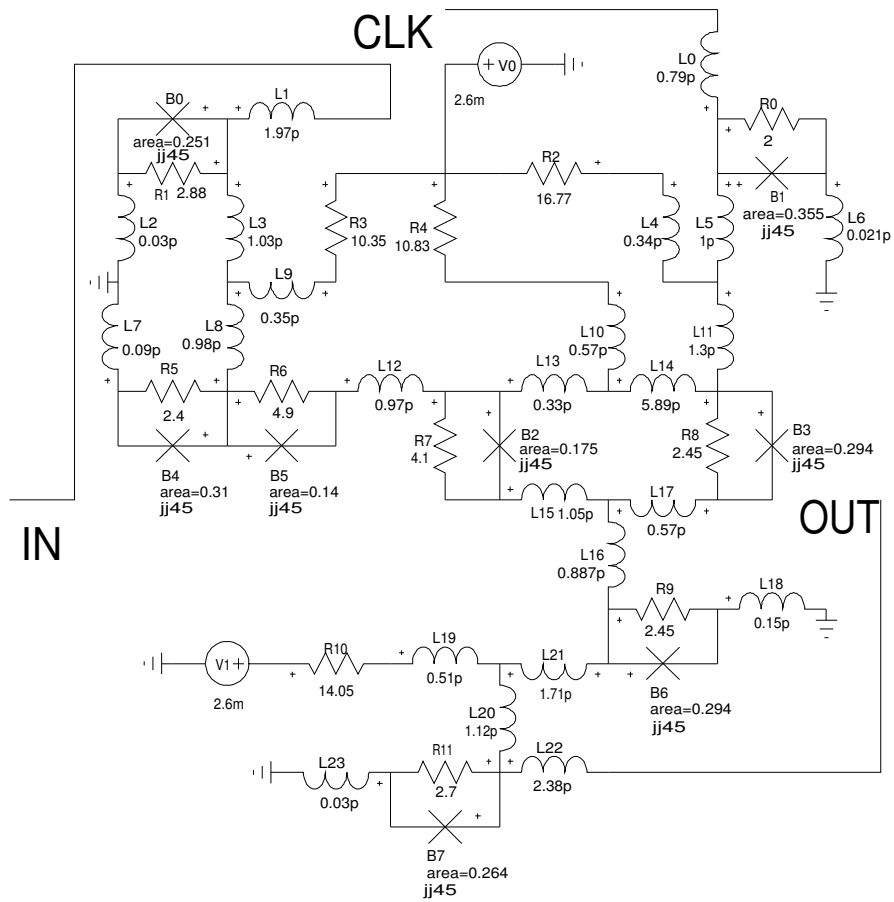 CLK
V0
2.6m
L0
0.79p
B0
area=0.251
jj45
L1
1.97p
R0
2
R1 2.88
B1
area=0.355
jj45
R2
16.77
L2
0.03p
L3
1.03p
R3
10.35
R4
10.83
L4
0.34p
L5
1p
L6
0.021p
L9
0.35p
L7
0.09p
L8
0.98p
L10
0.57p
L11
1.3p
R5
2.4
R6
4.9
L12
0.97p
L13
0.33p
L14
5.89p
R7
4.1
B2
area=0.175
jj45
R8
2.45
B3
area=0.294
jj45
B4
area=0.31
jj45
B5
area=0.14
jj45
L15 1.05p
L17
0.57p
IN
OUT
L16
0.887p
R9
2.45
L18
0.15p
V1
2.6m
R10
14.05
L19
0.51p
L21
1.71p
B6
area=0.294
jj45
L20
1.12p
L23
0.03p
R11
2.7
L22
2.38p
B7
area=0.264
jj45